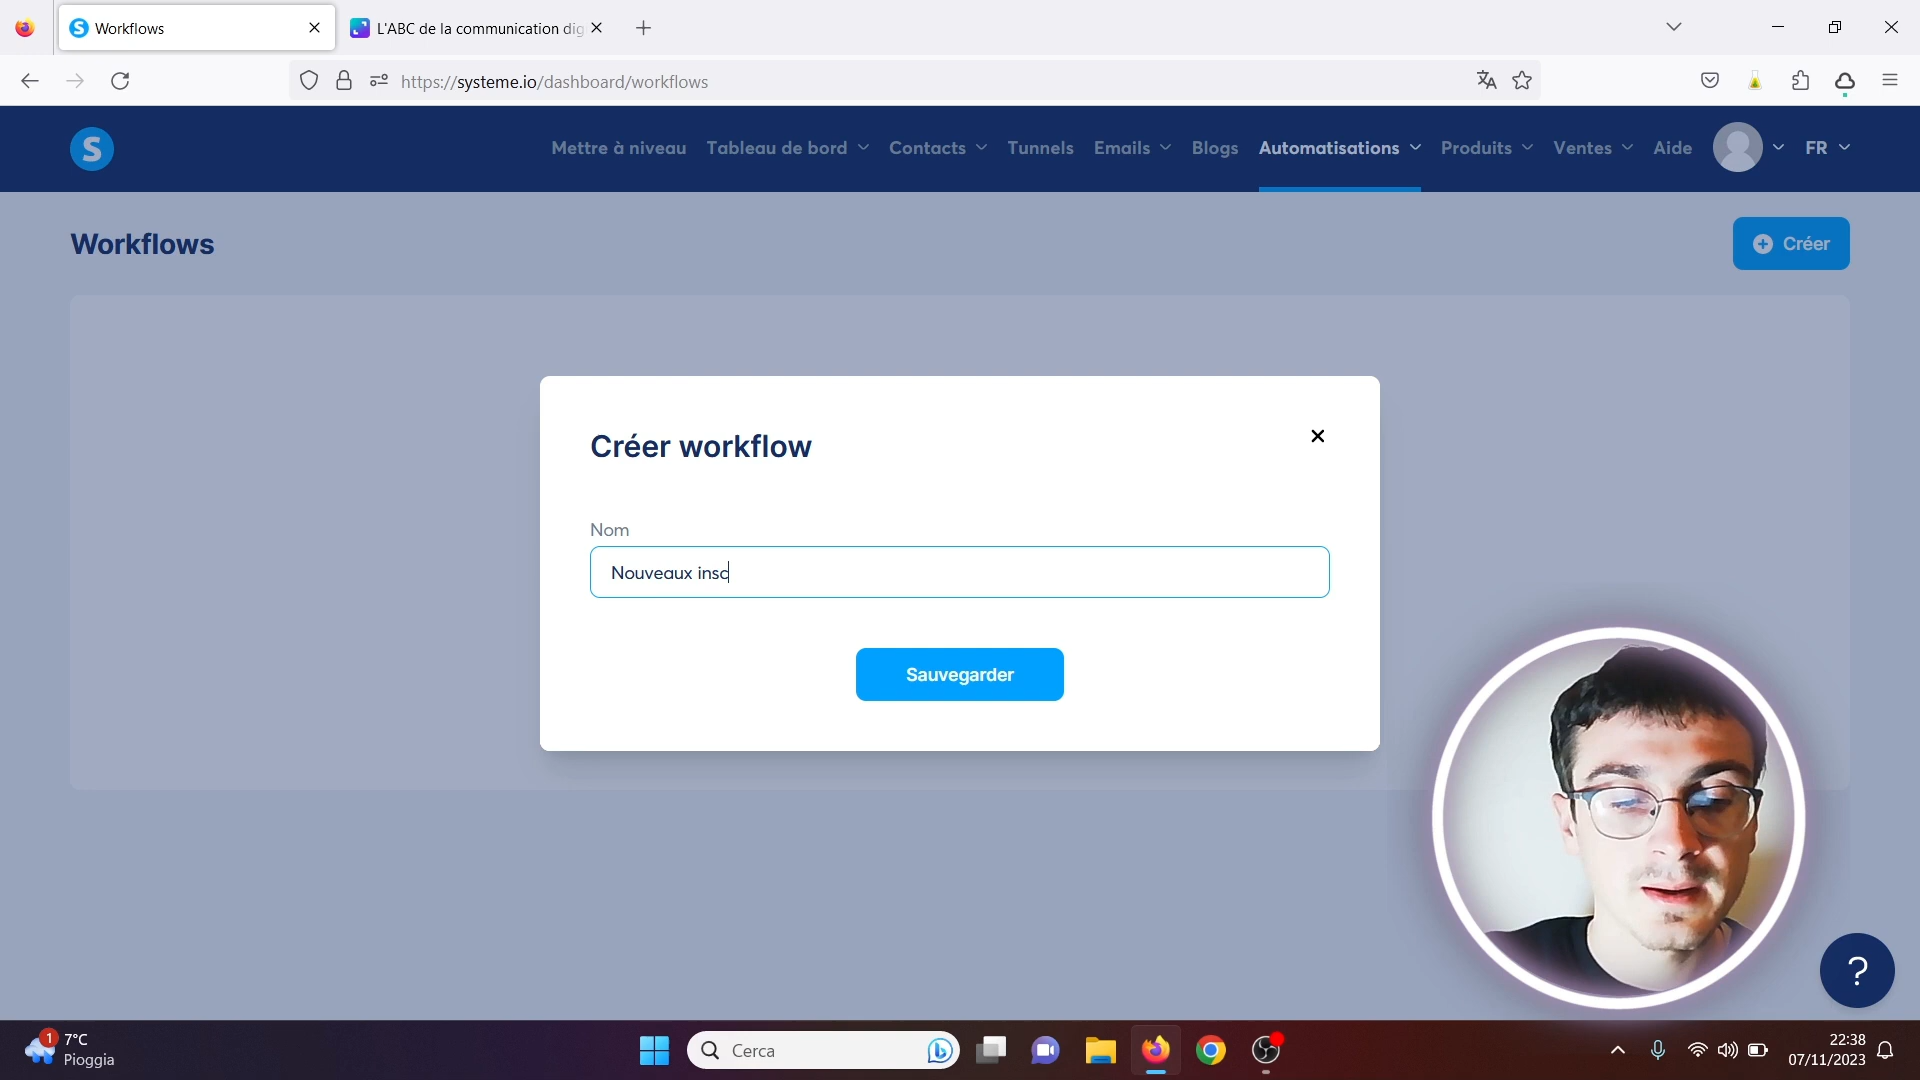 Workflows
L'ABC de la communication dig
https://systeme.io/dashboard/workflows
S
Mettre à niveau Tableau de bord Contacts Tunnels Emails Blogs Automatisations Produits Ventes Aide FR
Workflows
Créer
Créer workflow
Nom
Nouveaux insc
Sauvegarder
?
1
7°C
Pioggia
Cerca
22:38
07/11/2023